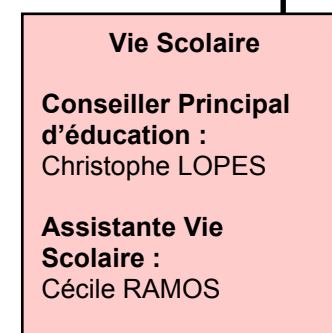 Vie Scolaire
Conseiller Principal
d’éducation :
Christophe LOPES
Assistante Vie
Scolaire :
Cécile RAMOS